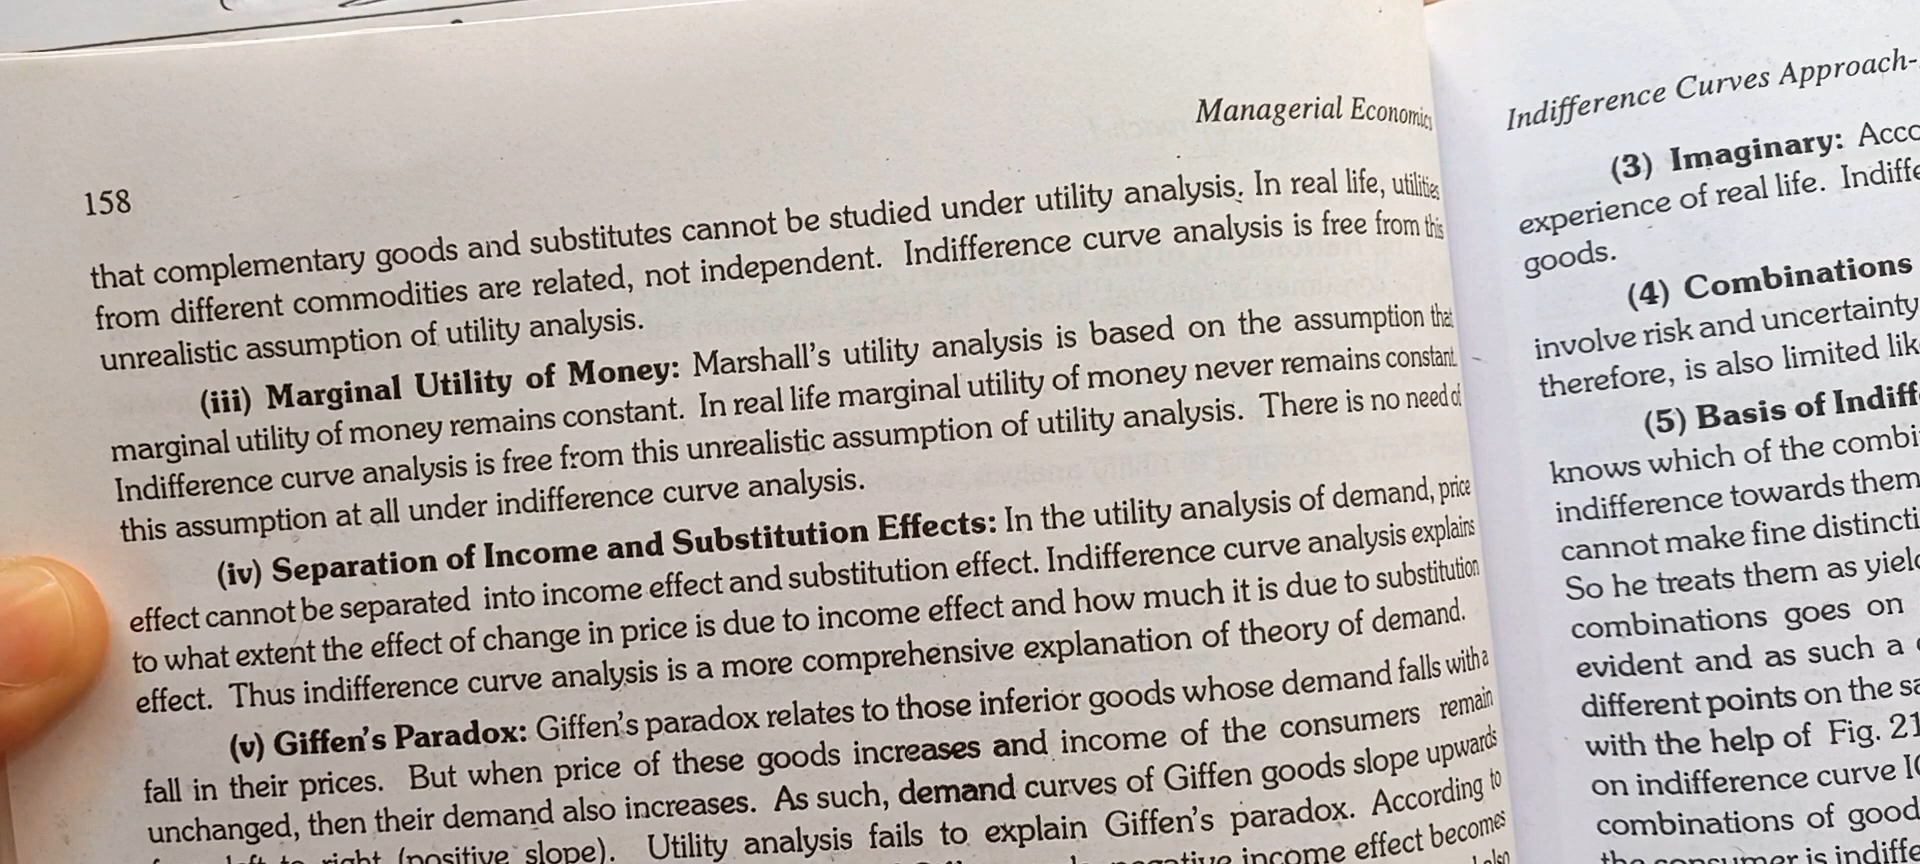 Managerial Economics
158
that complementary goods and substitutes cannot be studied under utility analysis. In real life, utilities
from different commodities are related, not independent. Indifference curve analysis is free from this
unrealistic assumption of utility analysis.
(iii) Marginal Utility of Money: Marshall's utility analysis is based on the assumption that
marginal utility of money remains constant. In real life marginal utility of money never remains constant.
Indifference curve analysis is free from this unrealistic assumption of utility analysis. There is no need of
this assumption at all under indifference curve analysis.
(iv) Separation of Income and Substitution Effects: In the utility analysis of demand, price
effect cannot be separated into income effect and substitution effect. Indifference curve analysis explains
to what extent the effect of change in price is due to income effect and how much it is due to substitution
effect. Thus indifference curve analysis is a more comprehensive explanation of theory of demand.
(v) Giffen's Paradox: Giffen's paradox relates to those inferior goods whose demand falls with a
fall in their prices. But when price of these goods increases and income of the consumers remain
unchanged, then their demand also increases. As such, demand curves of Giffen goods slope upwards
right (positive slope). Utility analysis fails to explain Giffen's paradox. According to
income effect becomes
also
Indifference Curves Approach-
(3) Imaginary: Acco
experience of real life. Indiffe
goods.
(4) Combinations
involve risk and uncertainty
therefore, is also limited lik
(5) Basis of Indiff
knows which of the combi
indifference towards them
cannot make fine distincti
So he treats them as yield
combinations goes on
evident and as such a
different points on the sa
with the help of Fig. 21
on indifference curve IC
combinations of good
the consumer is indiffe